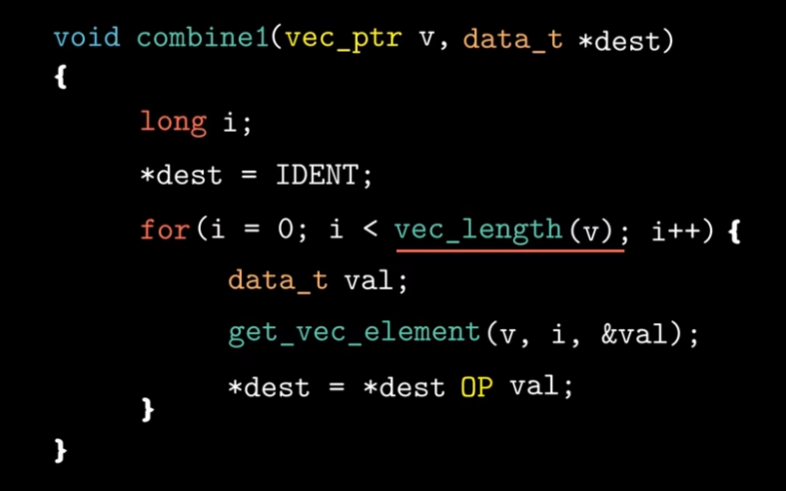 void combine1(vec_ptr v, data_t *dest)
{
long i;
*dest = IDENT;
for(i = 0; i < vec_length(v); i++) {
data_t val;
get_vec_element(v, i, &val);
*dest = *dest OP val;
}
}